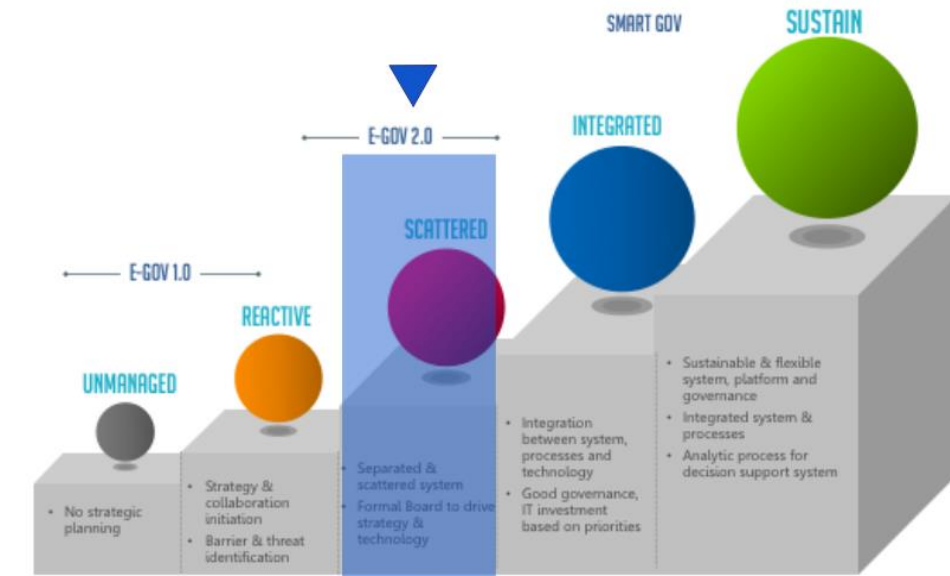 SMART GOV
SUSTAIN
E-GOV 2.0
INTEGRATED
SCATTERED
E-GOV 1.0
REACTIVE
UNMANAGED
• No strategic
planning
• Strategy &
collaboration
initiation
• Barrier & threat
identification
• Separated &
scattered system
• Formal Board to drive
strategy &
technology
• Integration
between system,
processes and
technology
• Good governance,
IT investment
based on priorities
• Sustainable & flexible
system, platform and
governance
• Integrated system &
processes
• Analytic process for
decision support system